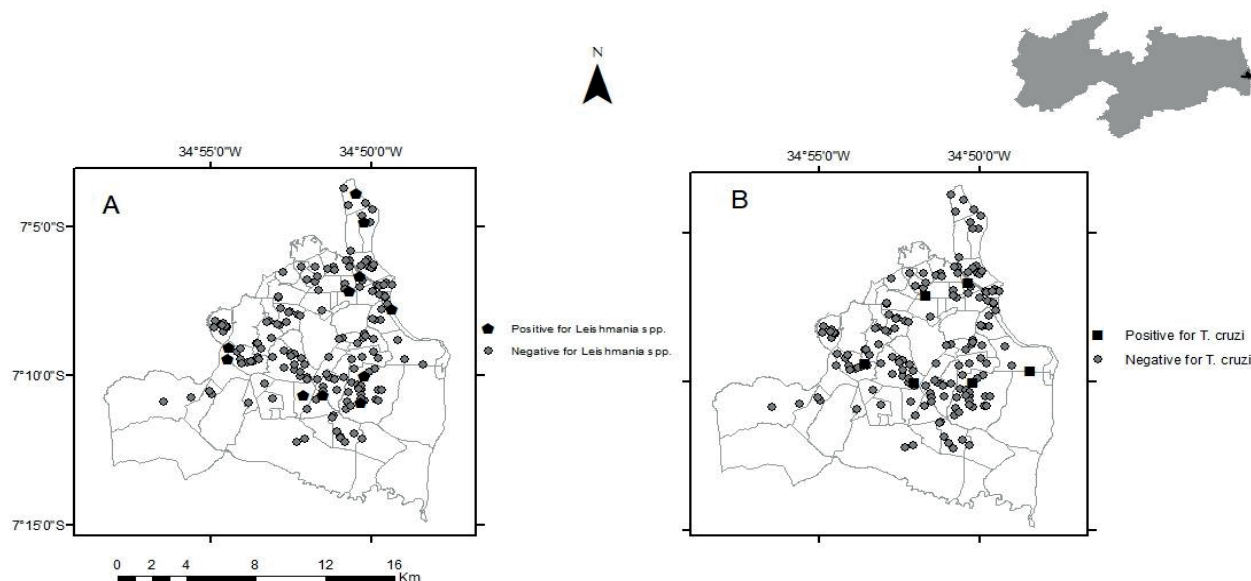 N
34°55'0"W 34°50'0"W
34°55'0"W 34°50'0"W
A
B
7°5'0"S
7°10'0"S
7°15'0"S
Positive for Leishmania spp.
Negative for Leishmania spp.
Positive for T. cruzi
Negative for T. cruzi
0 2 4 8 12 16
Km